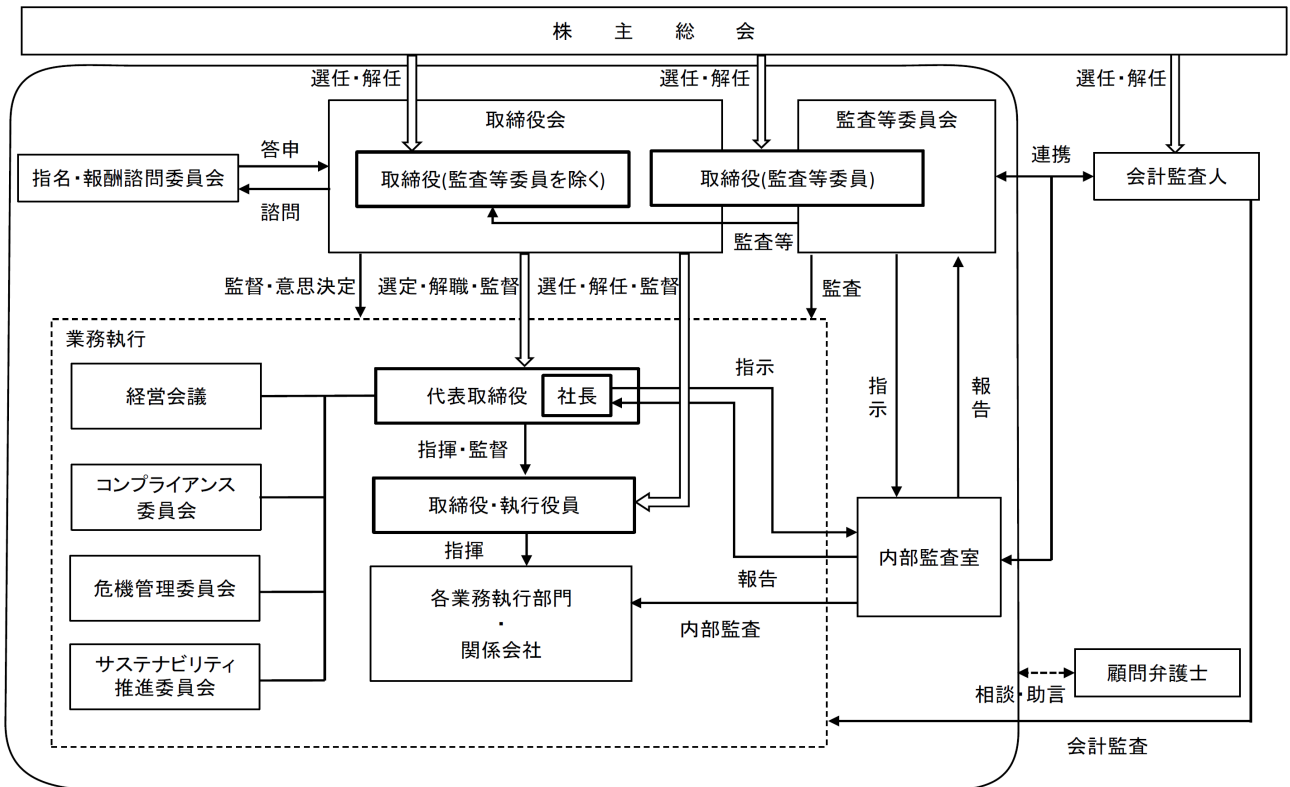 株主総会
選任・解任
選任・解任
選任・解任
取締役会
監査等委員会
答申
連携
指名・報酬諮問委員会
取締役(監査等委員を除く)
取締役(監査等委員)
会計監査人
諮問
監査等
監督・意思決定
選定・解職・監督
選任・解任・監督
監査
業務執行
指示
経営会議
代表取締役
社長
指示
報告
指揮・監督
コンプライアンス
委員会
取締役・執行役員
指揮
内部監査室
報告
危機管理委員会
各業務執行部門
・
関係会社
内部監査
サステナビリティ
推進委員会
顧問弁護士
相談・助言
会計監査